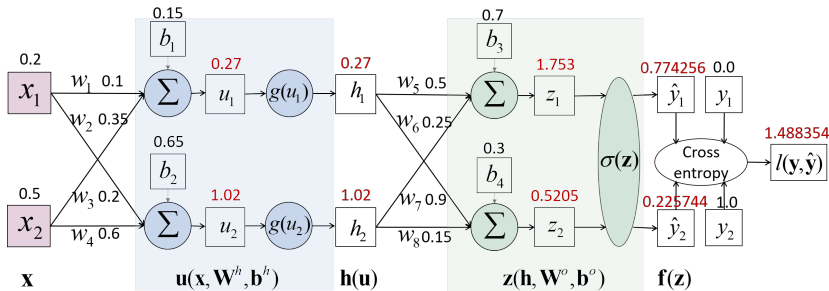 0.15
0.7
b₁
b₃
0.2
0.27
0.27
1.753
0.774256
0.0
x₁
w₁ 0.1
Σ
u₁
g(u₁)
h₁
w₅ 0.5
Σ
z₁
ŷ₁
y₁
w₂ 0.35
w₆ 0.25
1.488354
0.65
0.3
σ(z)
Cross
entropy
l(y,ŷ)
b₂
b₄
0.5
w₃ 0.2
1.02
1.02
w₇ 0.9
0.5205
0.225744
1.0
x₂
w₄ 0.6
Σ
u₂
g(u₂)
h₂
w₈ 0.15
Σ
z₂
ŷ₂
y₂
x
u(x, Wʰ, bʰ)
h(u)
z(h, Wᵒ, bᵒ)
f(z)